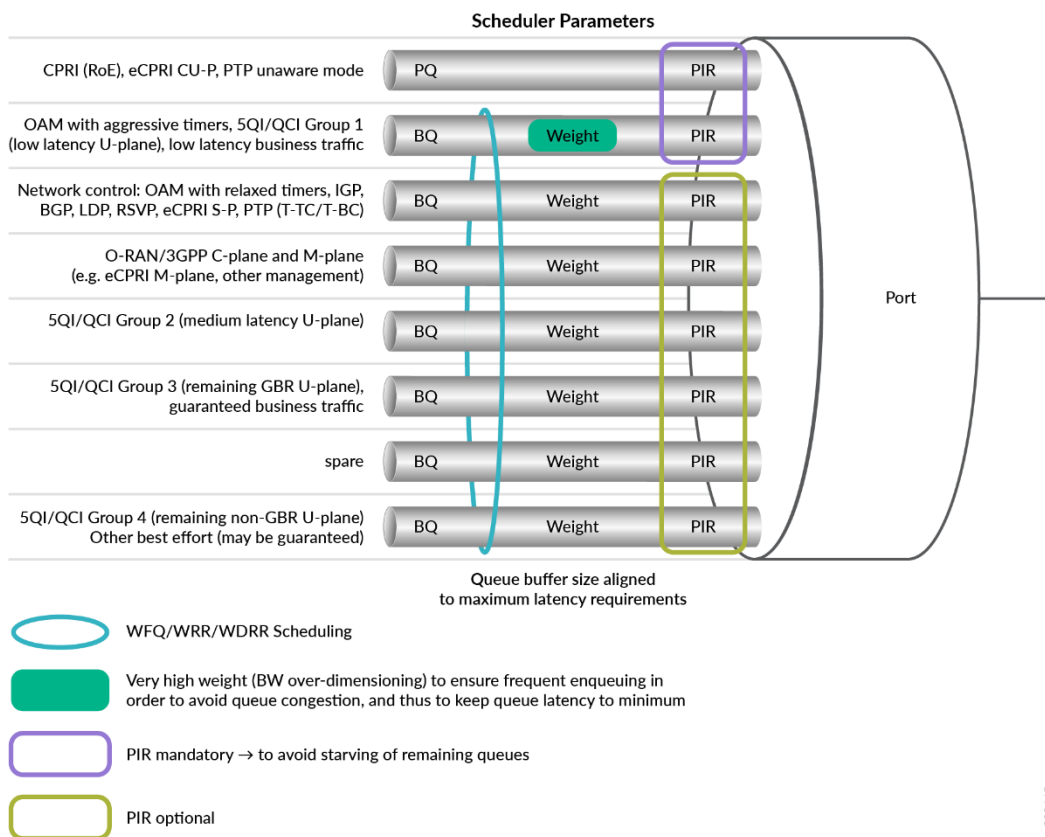 Scheduler Parameters
CPRI (RoE), eCPRI CU-P, PTP unaware mode
PQ
PIR
OAM with aggressive timers, 5QI/QCI Group 1
(low latency U-plane), low latency business traffic
BQ
Weight
PIR
Network control: OAM with relaxed timers, IGP,
BGP, LDP, RSVP, eCPRI S-P, PTP (T-TC/T-BC)
BQ
Weight
PIR
O-RAN/3GPP C-plane and M-plane
(e.g. eCPRI M-plane, other management)
BQ
Weight
PIR
5QI/QCI Group 2 (medium latency U-plane)
BQ
Weight
PIR
5QI/QCI Group 3 (remaining GBR U-plane),
guaranteed business traffic
BQ
Weight
PIR
spare
BQ
Weight
PIR
5QI/QCI Group 4 (remaining non-GBR U-plane)
Other best effort (may be guaranteed)
BQ
Weight
PIR
Port
Queue buffer size aligned
to maximum latency requirements
WFQ/WRR/WDRR Scheduling
Very high weight (BW over-dimensioning) to ensure frequent enqueuing in
order to avoid queue congestion, and thus to keep queue latency to minimum
PIR mandatory → to avoid starving of remaining queues
PIR optional